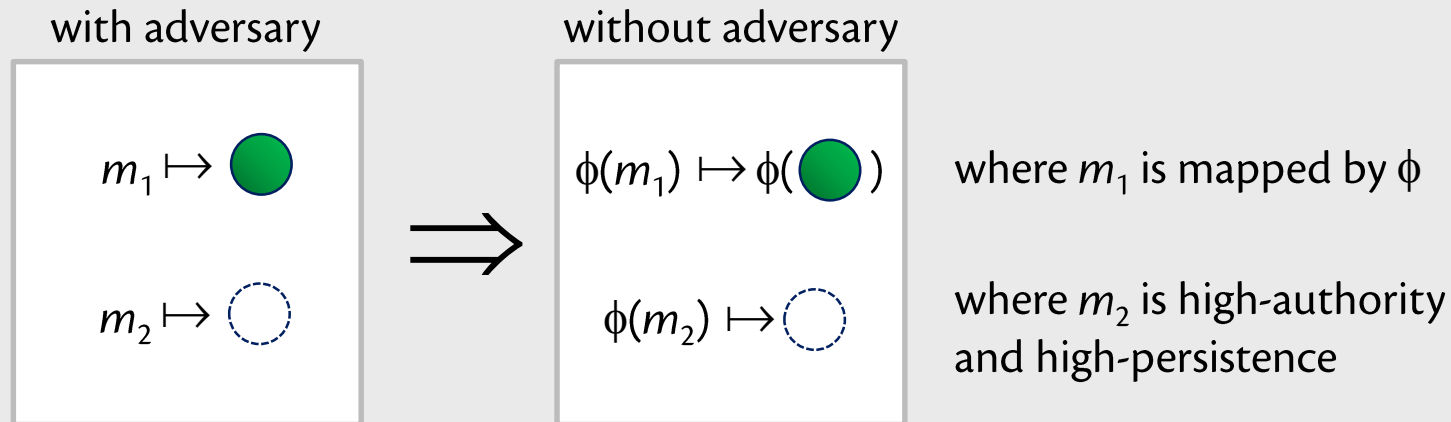 with adversary
without adversary
m₁ ↦
ϕ(m₁) ↦ ϕ( )
where m₁ is mapped by ϕ
⇒
m₂ ↦
ϕ(m₂) ↦
where m₂ is high-authority
and high-persistence